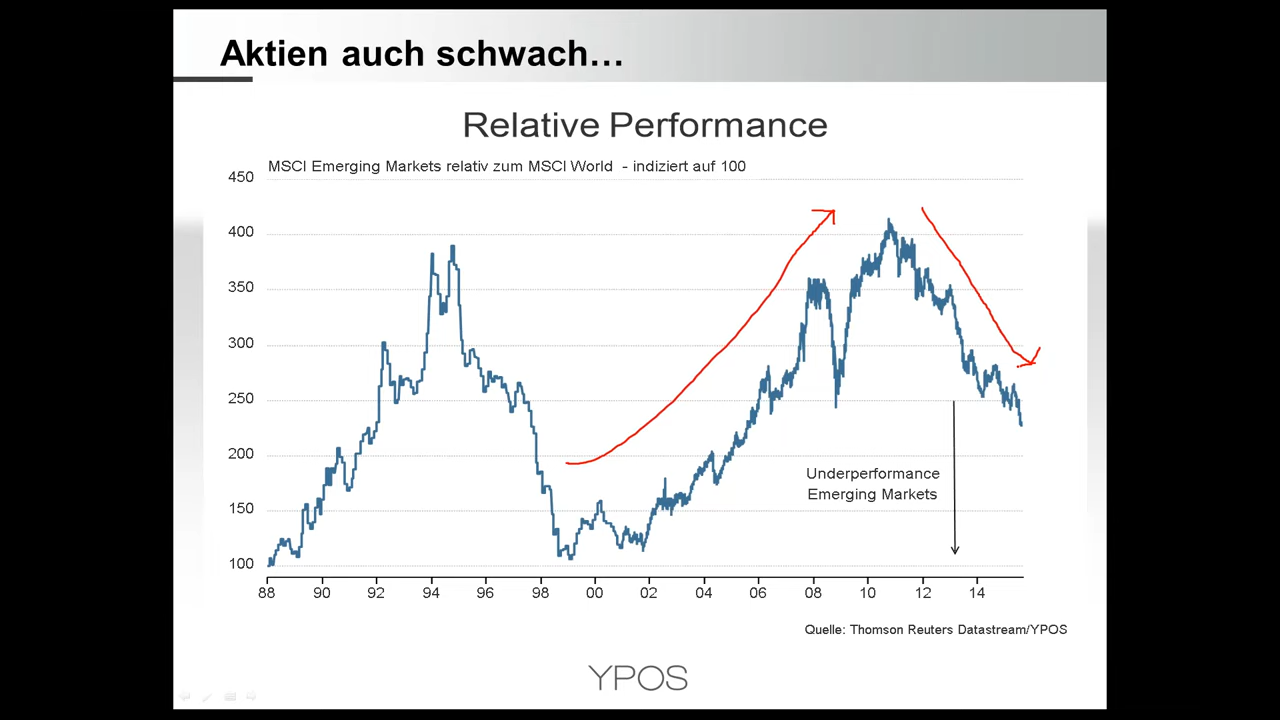 Aktien auch schwach…
Relative Performance
MSCI Emerging Markets relativ zum MSCI World - indiziert auf 100
450
400
350
300
250
200
150
100
Underperformance
Emerging Markets
88 90 92 94 96 98 00 02 04 06 08 10 12 14
Quelle: Thomson Reuters Datastream/YPOS
YPOS